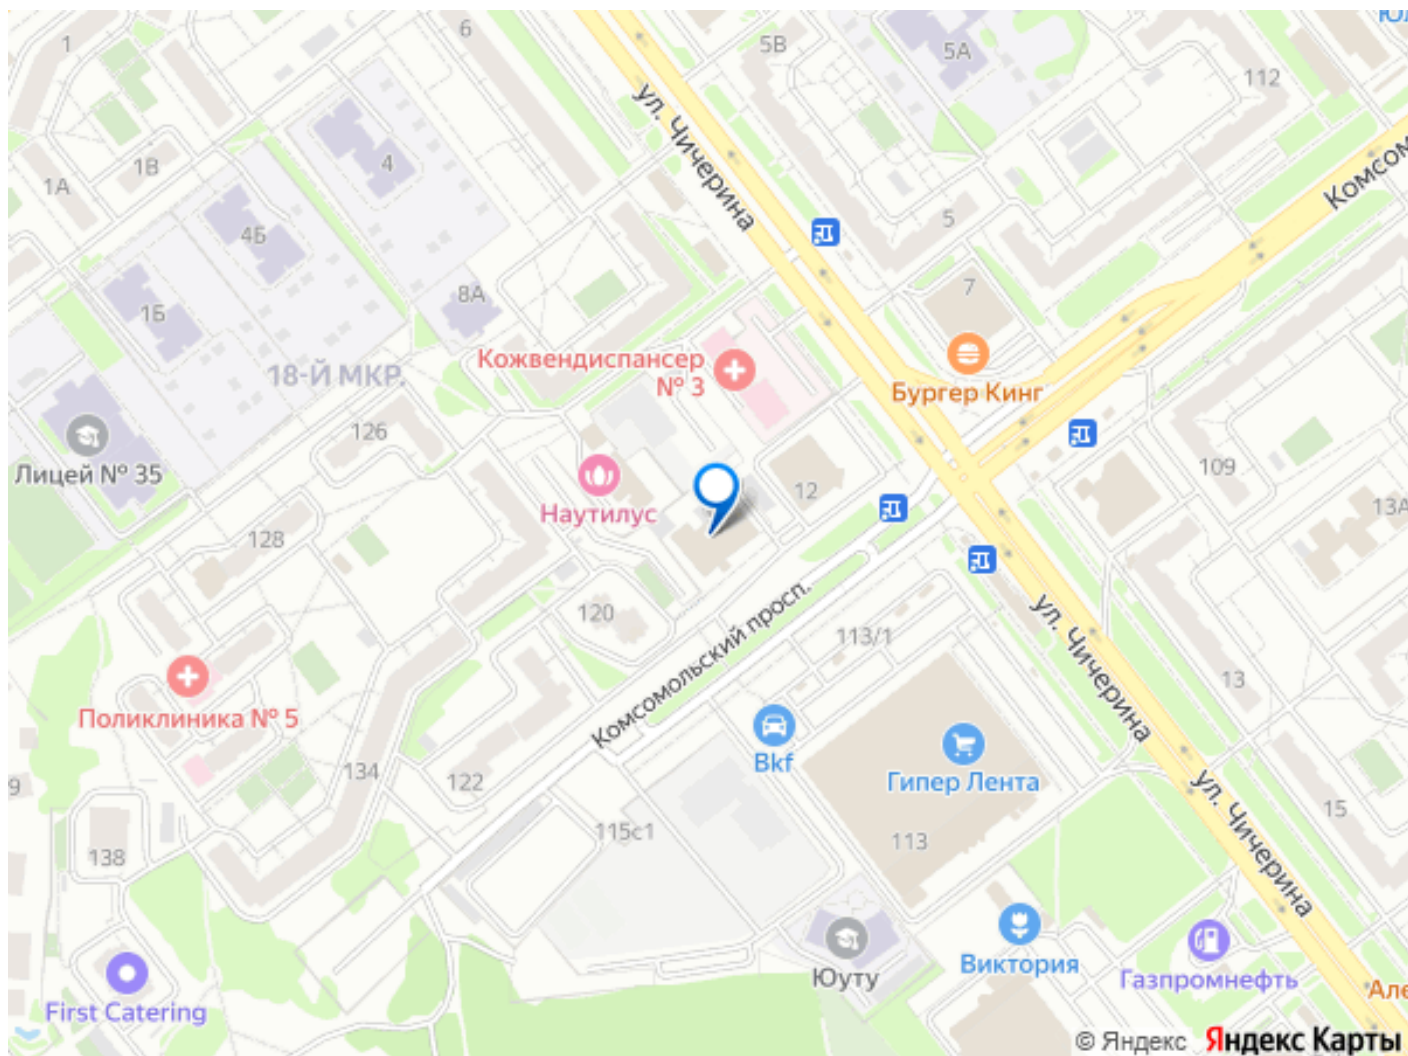 1
6
5В
5А
112
ул. Чичерина
Комсом
1В
4
1А
4Б
5
8А
7
1Б
18-Й МКР.
Кожвендиспансер
№ 3
Бургер Кинг
126
Лицей № 35
109
Наутилус
12
13А
128
120
Комсомольский просп.
113/1
ул. Чичерина
13
Поликлиника № 5
Bkf
Гипер Лента
134
122
9
ул. Чичерина
15
115с1
113
138
Юуту
Виктория
Газпромнефть
Але
First Catering
© Яндекс Яндекс Карты